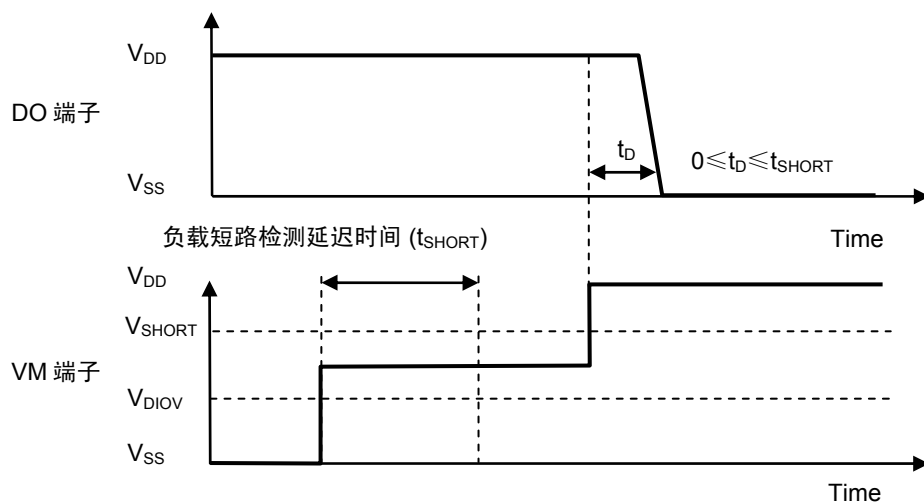 V_DD
DO 端子
t_D
0≦t_D≦t_SHORT
V_SS
负载短路检测延迟时间 (t_SHORT)
Time
V_DD
V_SHORT
VM 端子
V_DIOV
V_SS
Time